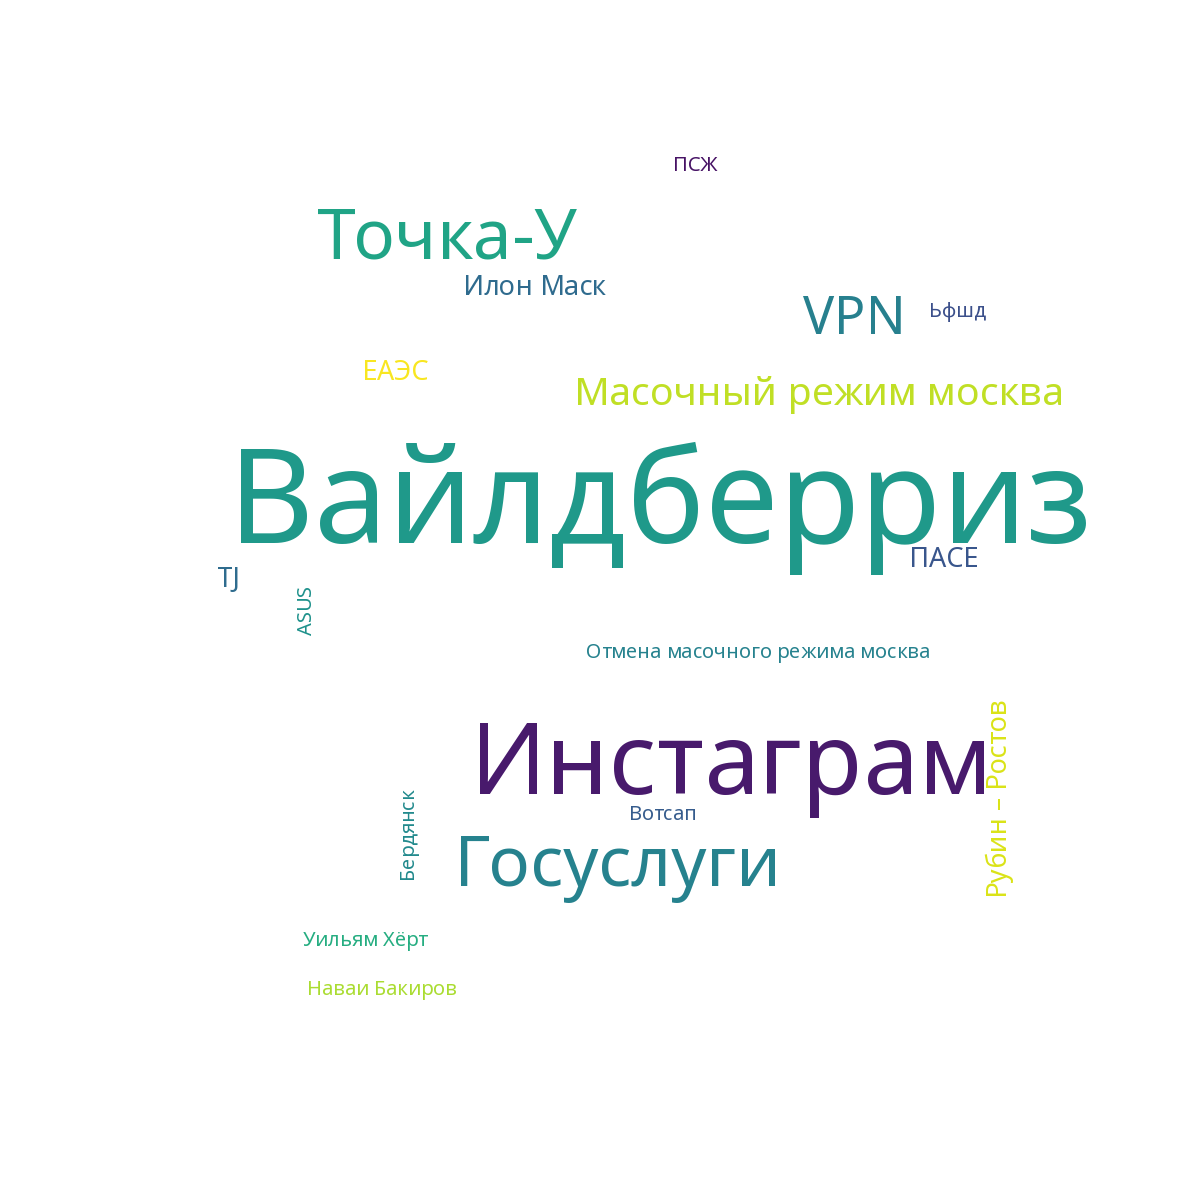 ПСЖ
Точка-У
Илон Маск
VPN
Ьфшд
ЕАЭС
Масочный режим москва
Вайлдберриз
ПАСЕ
TJ
ASUS
Отмена масочного режима москва
Инстаграм
Рубин – Ростов
Вотсап
Бердянск
Госуслуги
Уильям Хёрт
Наваи Бакиров